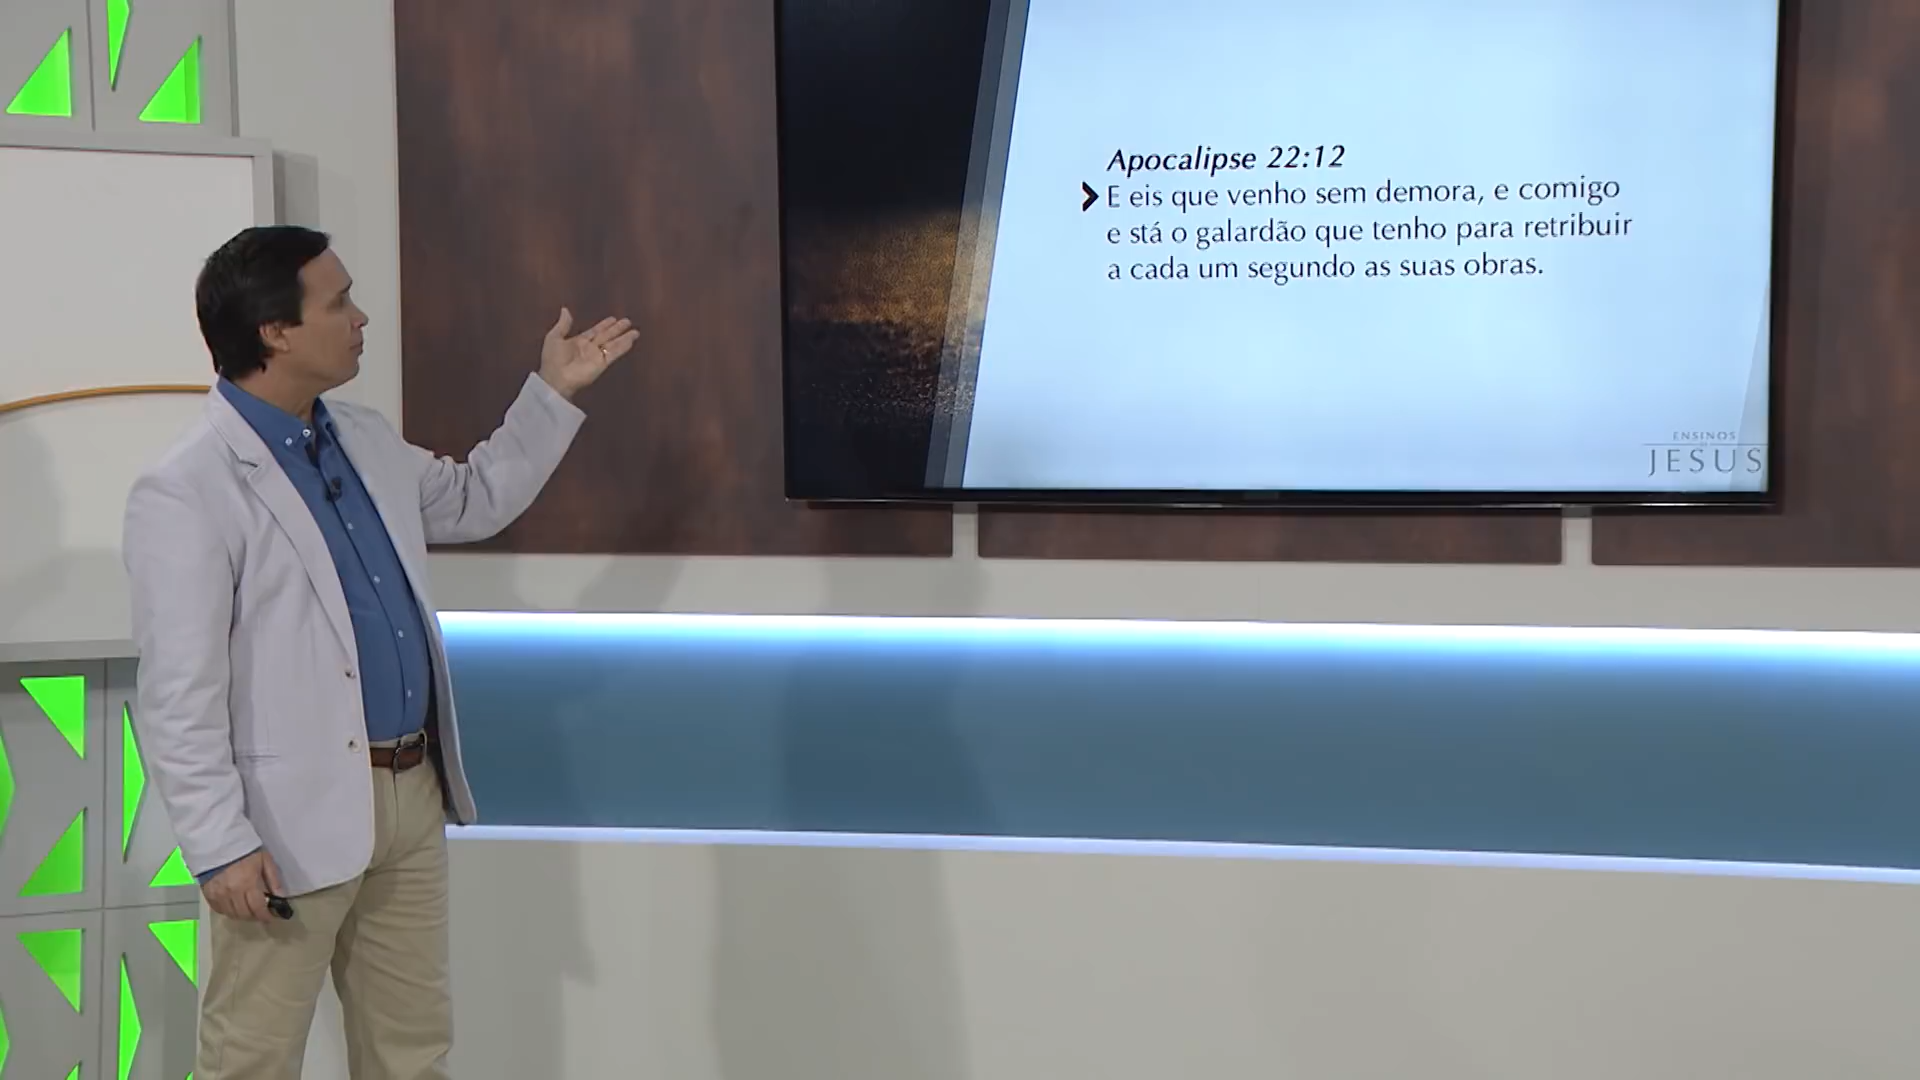 Apocalipse 22:12
E eis que venho sem demora, e comigo
e stá o galardão que tenho para retribuir
a cada um segundo as suas obras.
ENSINOS
JESUS